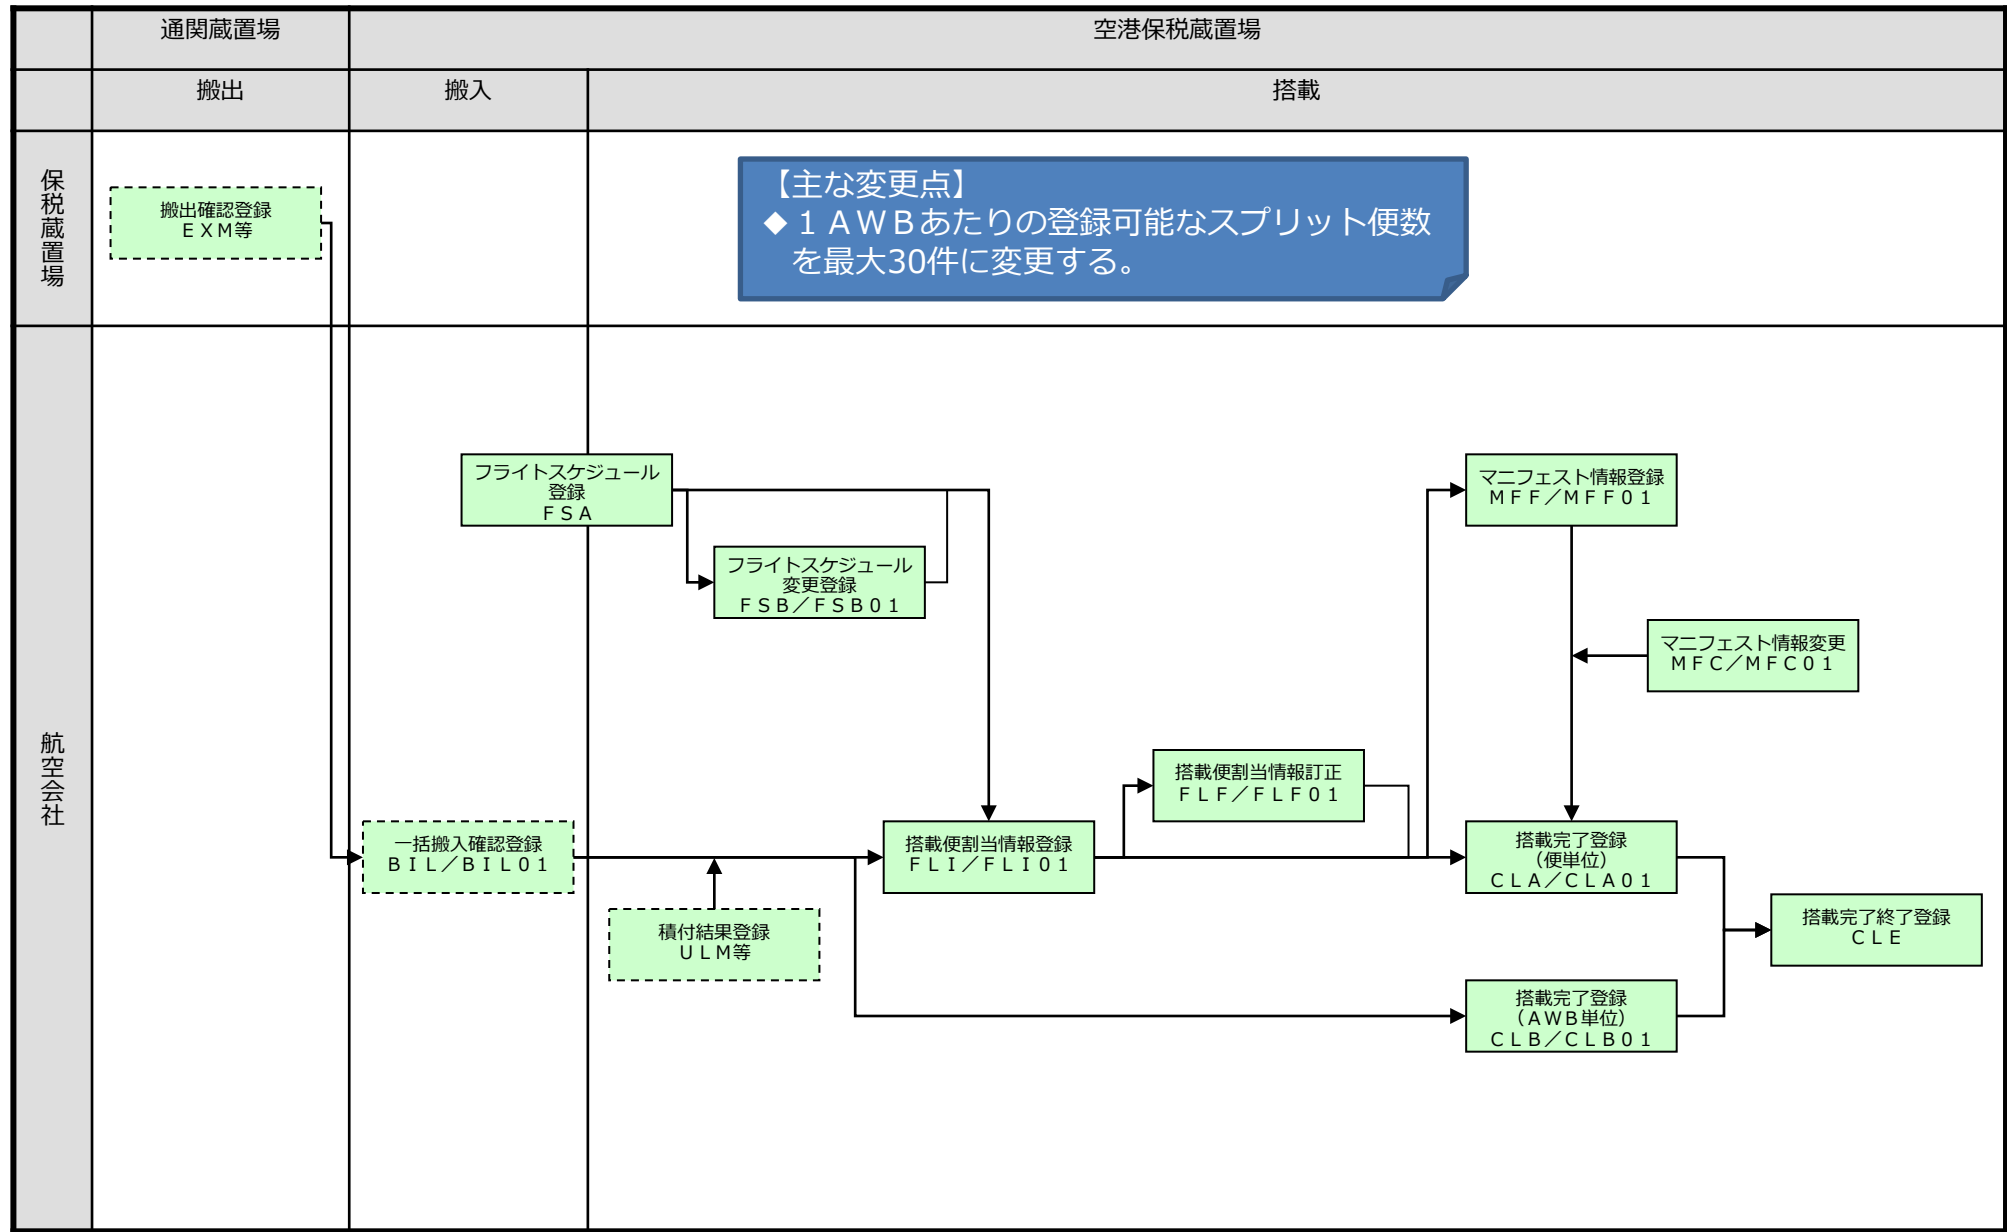 通関蔵置場
空港保税蔵置場
搬出
搬入
搭載
保税蔵置場
搬出確認登録
ＥＸＭ等
【主な変更点】
◆１ＡＷＢあたりの登録可能なスプリット便数
を最大30件に変更する。
航空会社
フライトスケジュール
登録
ＦＳＡ
フライトスケジュール
変更登録
ＦＳＢ／ＦＳＢ０１
マニフェスト情報登録
ＭＦＦ／ＭＦＦ０１
マニフェスト情報変更
ＭＦＣ／ＭＦＣ０１
搭載便割当情報訂正
ＦＬＦ／ＦＬＦ０１
一括搬入確認登録
ＢＩＬ／ＢＩＬ０１
搭載便割当情報登録
ＦＬＩ／ＦＬＩ０１
搭載完了登録
（便単位）
ＣＬＡ／ＣＬＡ０１
積付結果登録
ＵＬＭ等
搭載完了終了登録
ＣＬＥ
搭載完了登録
（ＡＷＢ単位）
ＣＬＢ／ＣＬＢ０１